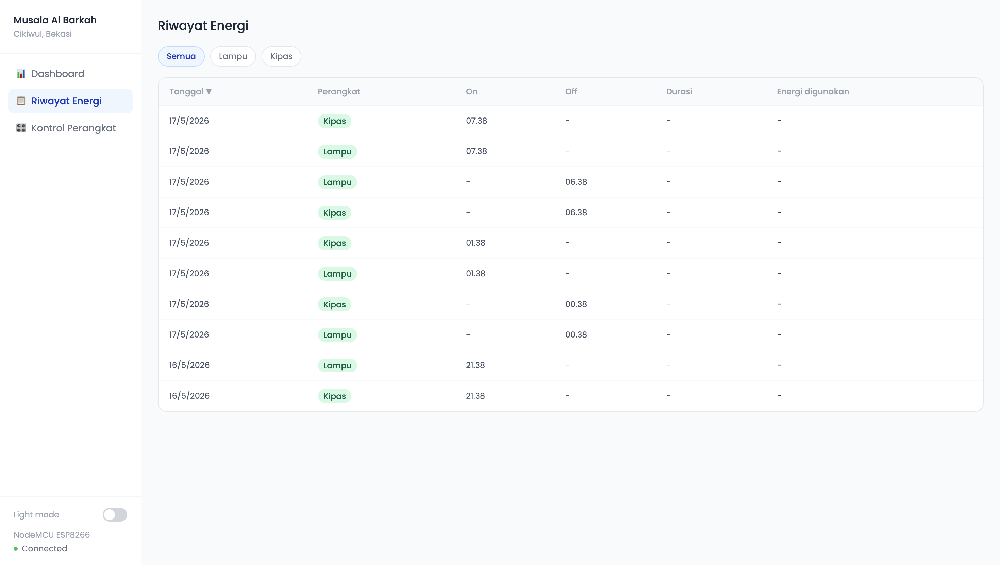 Musala Al Barkah
Cikiwul, Bekasi
Dashboard
Riwayat Energi
Kontrol Perangkat
Light mode
NodeMCU ESP8266
Connected
Riwayat Energi
Semua Lampu Kipas
Tanggal ▼ Perangkat On Off Durasi Energi digunakan
17/5/2026 Kipas 07.38 - - -
17/5/2026 Lampu 07.38 - - -
17/5/2026 Lampu - 06.38 - -
17/5/2026 Kipas - 06.38 - -
17/5/2026 Kipas 01.38 - - -
17/5/2026 Lampu 01.38 - - -
17/5/2026 Kipas - 00.38 - -
17/5/2026 Lampu - 00.38 - -
16/5/2026 Lampu 21.38 - - -
16/5/2026 Kipas 21.38 - - -